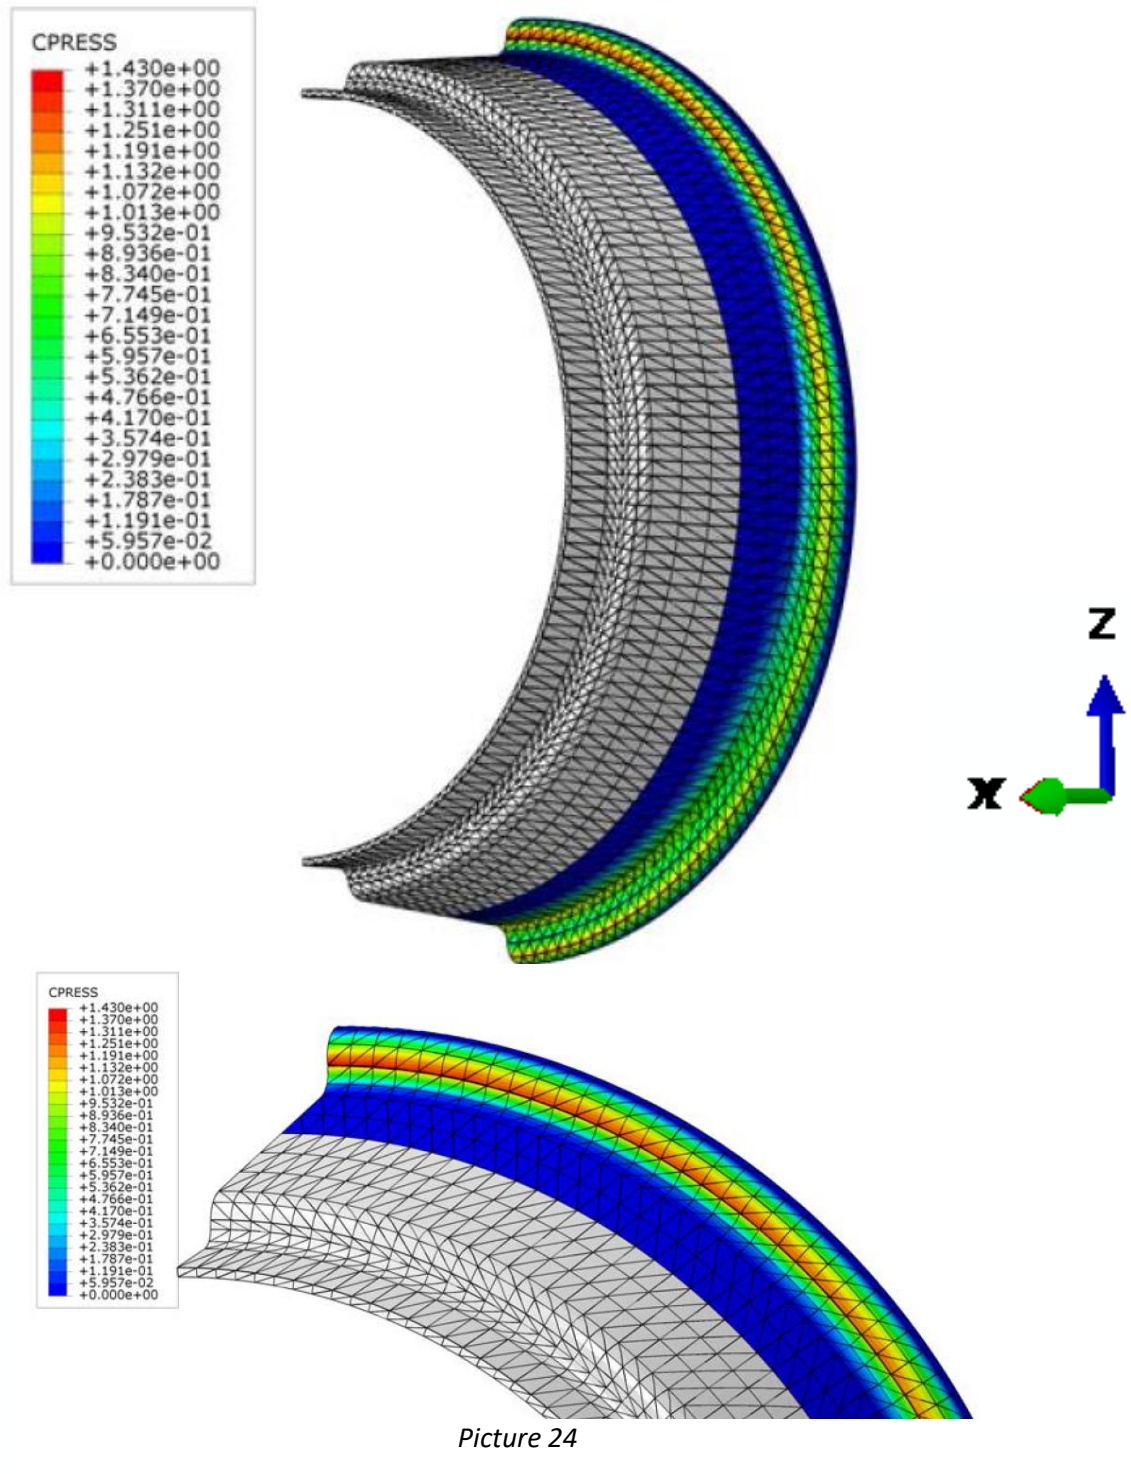 CPRESS
+1.430e+00
+1.370e+00
+1.311e+00
+1.251e+00
+1.191e+00
+1.132e+00
+1.072e+00
+1.013e+00
+9.532e-01
+8.936e-01
+8.340e-01
+7.745e-01
+7.149e-01
+6.553e-01
+5.957e-01
+5.362e-01
+4.766e-01
+4.170e-01
+3.574e-01
+2.979e-01
+2.383e-01
+1.787e-01
+1.191e-01
+5.957e-02
+0.000e+00
Z
X
CPRESS
+1.430e+00
+1.370e+00
+1.311e+00
+1.251e+00
+1.191e+00
+1.132e+00
+1.072e+00
+1.013e+00
+9.532e-01
+8.936e-01
+8.340e-01
+7.745e-01
+7.149e-01
+6.553e-01
+5.957e-01
+5.362e-01
+4.766e-01
+4.170e-01
+3.574e-01
+2.979e-01
+2.383e-01
+1.787e-01
+1.191e-01
+5.957e-02
+0.000e+00
Picture 24